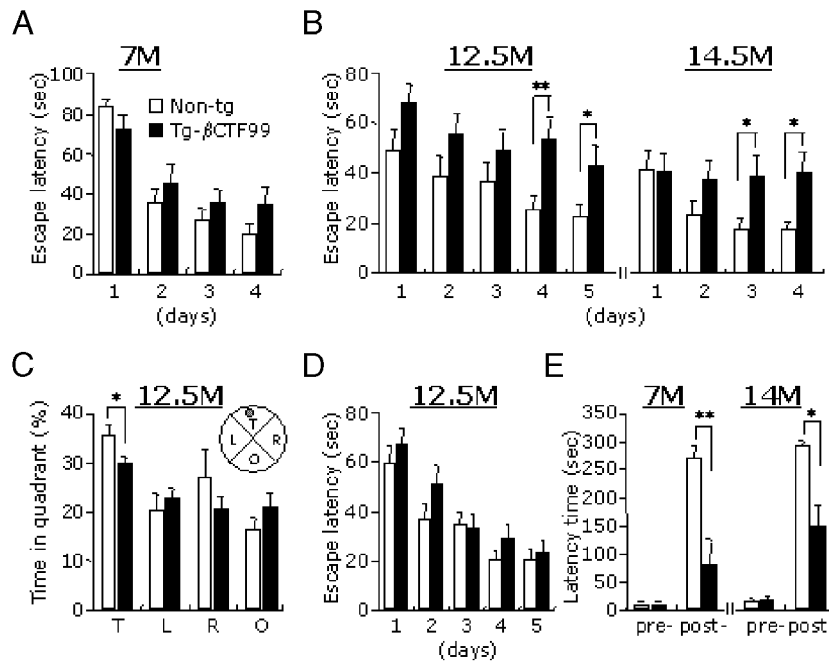 A
7M
Escape latency (sec)
100
80
60
40
20
0
Non-tg
Tg-βCTF99
1 2 3 4
(days)
B
12.5M 14.5M
Escape latency (sec)
80
60
40
20
0
** * * *
1 2 3 4 5 1 2 3 4
(days)
C
12.5M
Time in quadrant (%)
40
30
20
10
0
*
T
L R
O
T L R O
D
12.5M
Escape latency (sec)
80
60
40
20
0
1 2 3 4 5
(days)
E
7M 14M
Latency time (sec)
350
300
250
200
150
100
50
0
** *
pre- post- pre- post